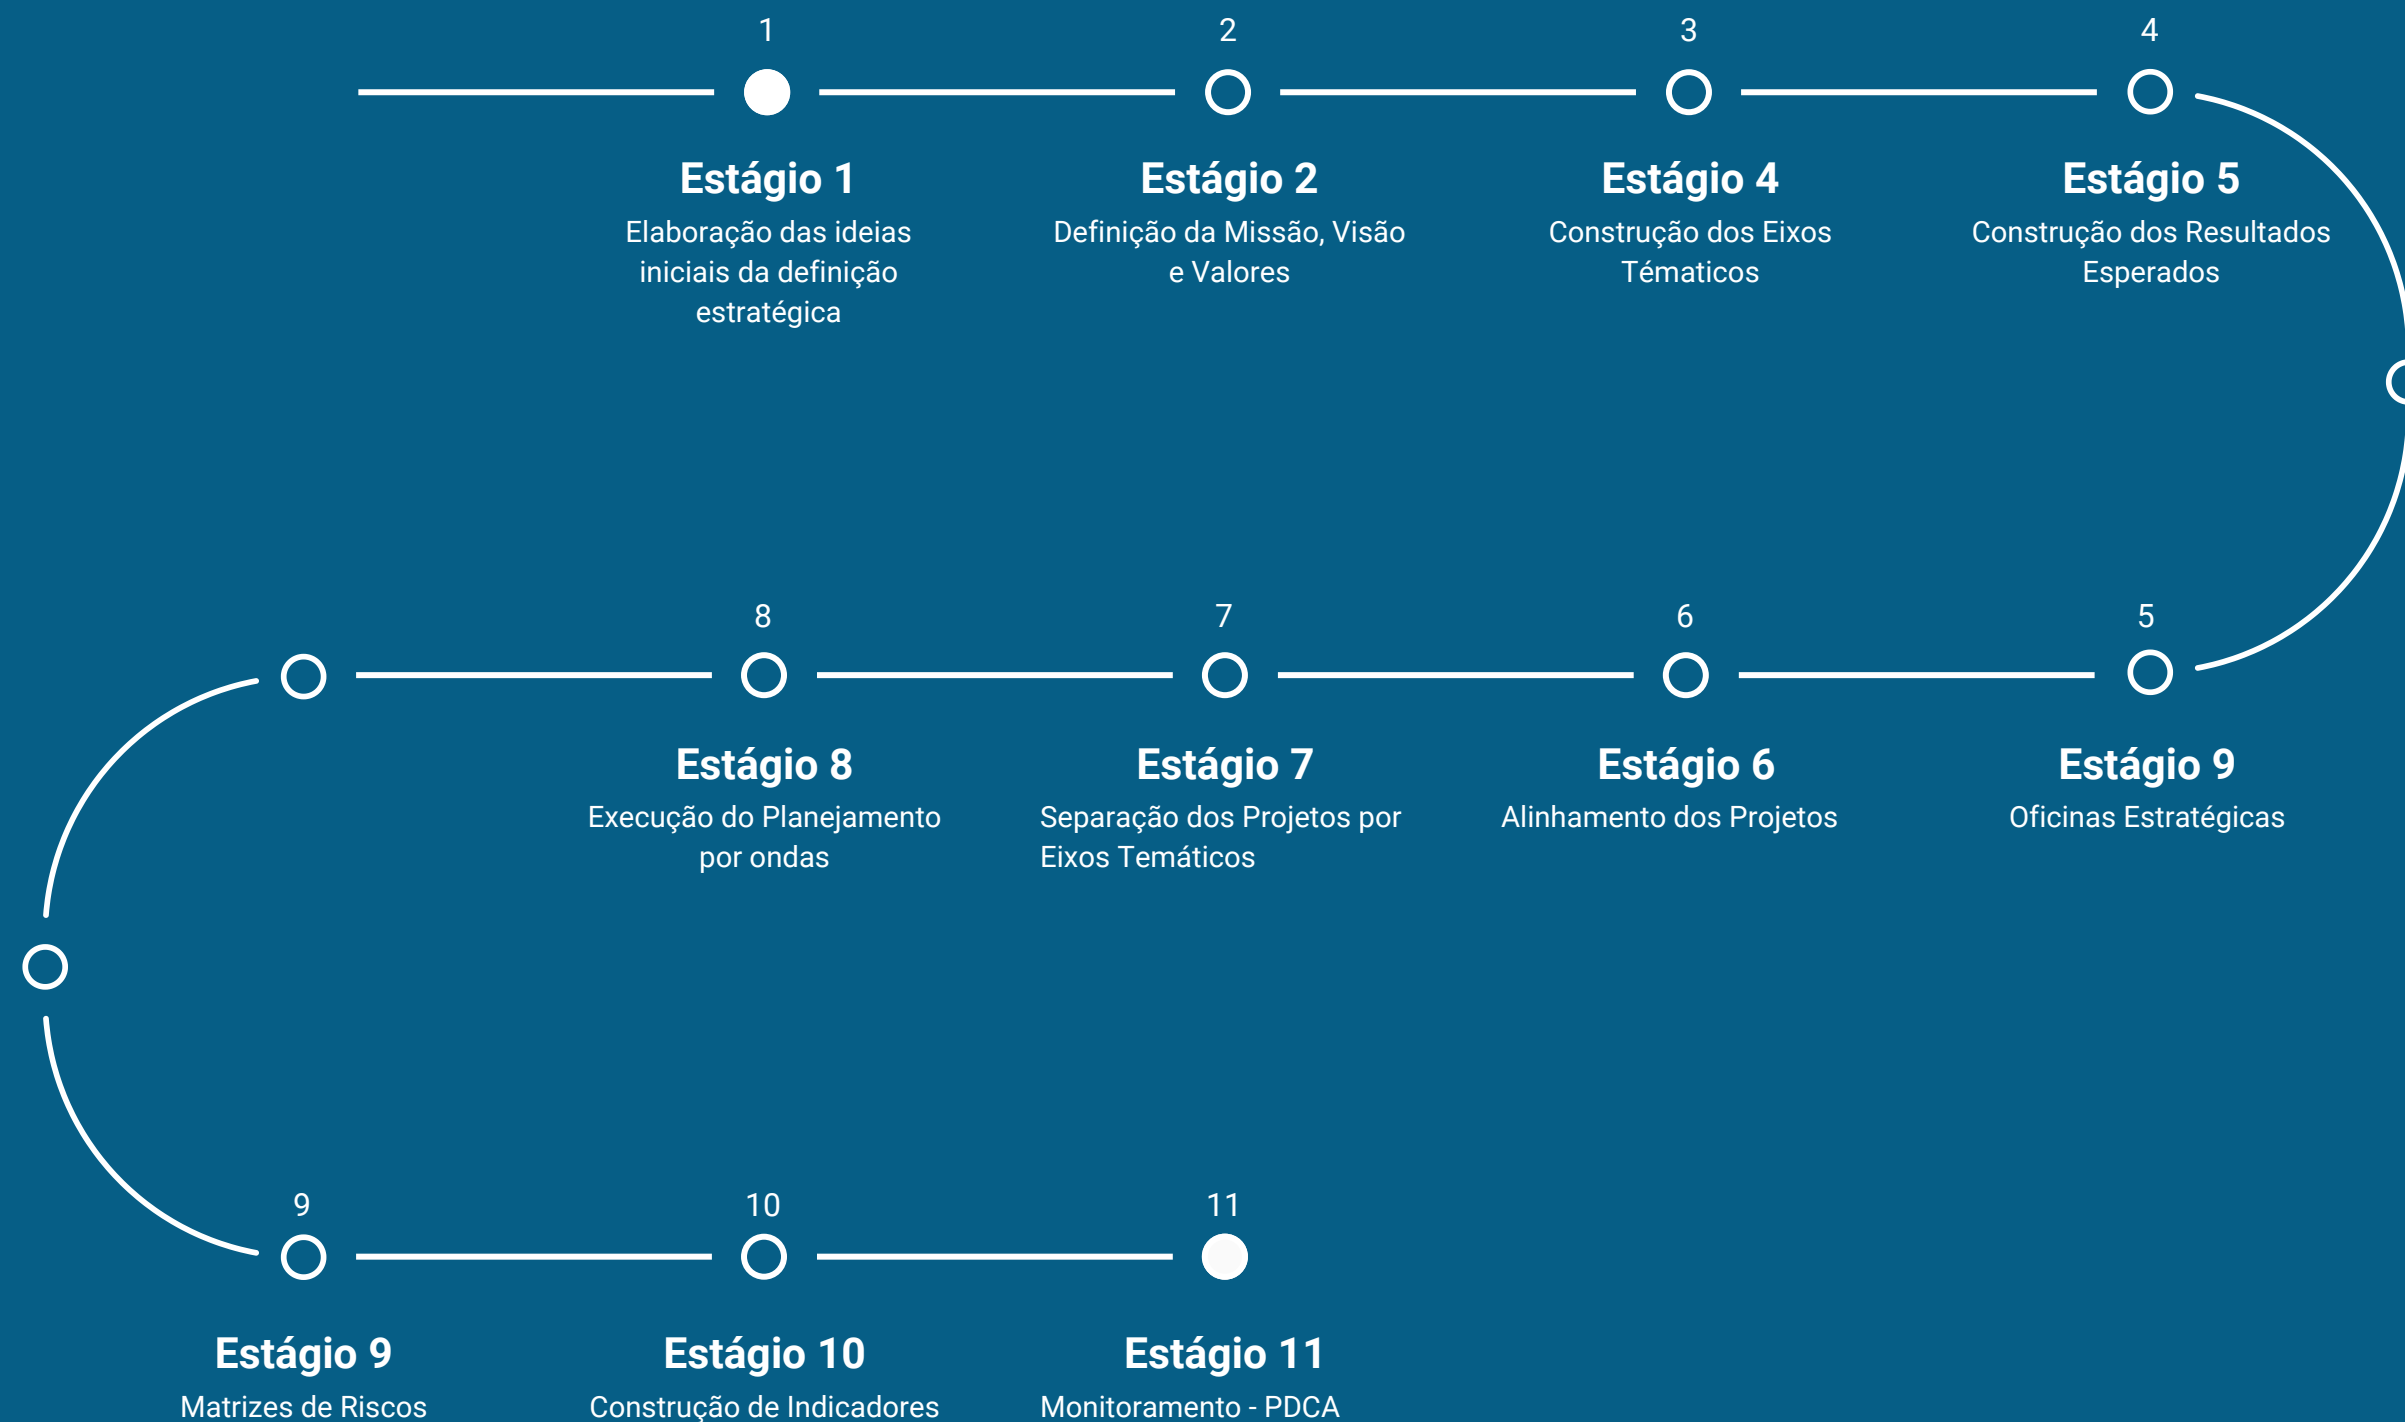 1
2
3
4
Estágio 1
Estágio 2
Estágio 4
Estágio 5
Elaboração das ideias
iniciais da definição
estratégica
Definição da Missão, Visão
e Valores
Construção dos Eixos
Tématicos
Construção dos Resultados
Esperados
8
7
6
5
Estágio 8
Estágio 7
Estágio 6
Estágio 9
Execução do Planejamento
por ondas
Separação dos Projetos por
Eixos Temáticos
Alinhamento dos Projetos
Oficinas Estratégicas
9
10
11
Estágio 9
Estágio 10
Estágio 11
Matrizes de Riscos
Construção de Indicadores
Monitoramento - PDCA